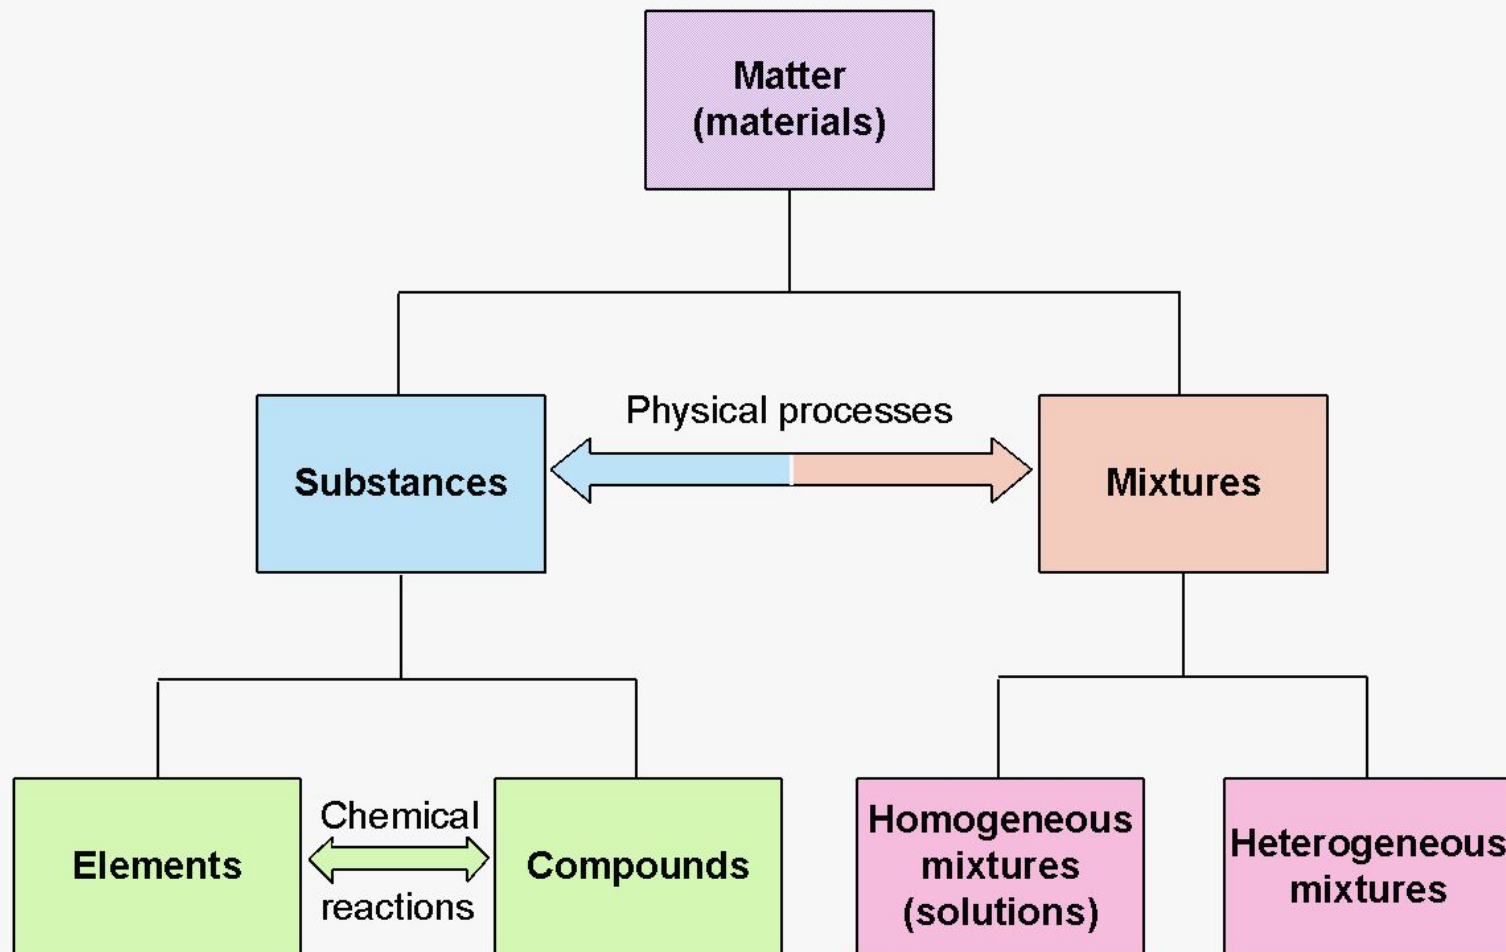 Matter
(materials)
Physical processes
Substances
Mixtures
Elements
Chemical
reactions
Compounds
Homogeneous
mixtures
(solutions)
Heterogeneous
mixtures